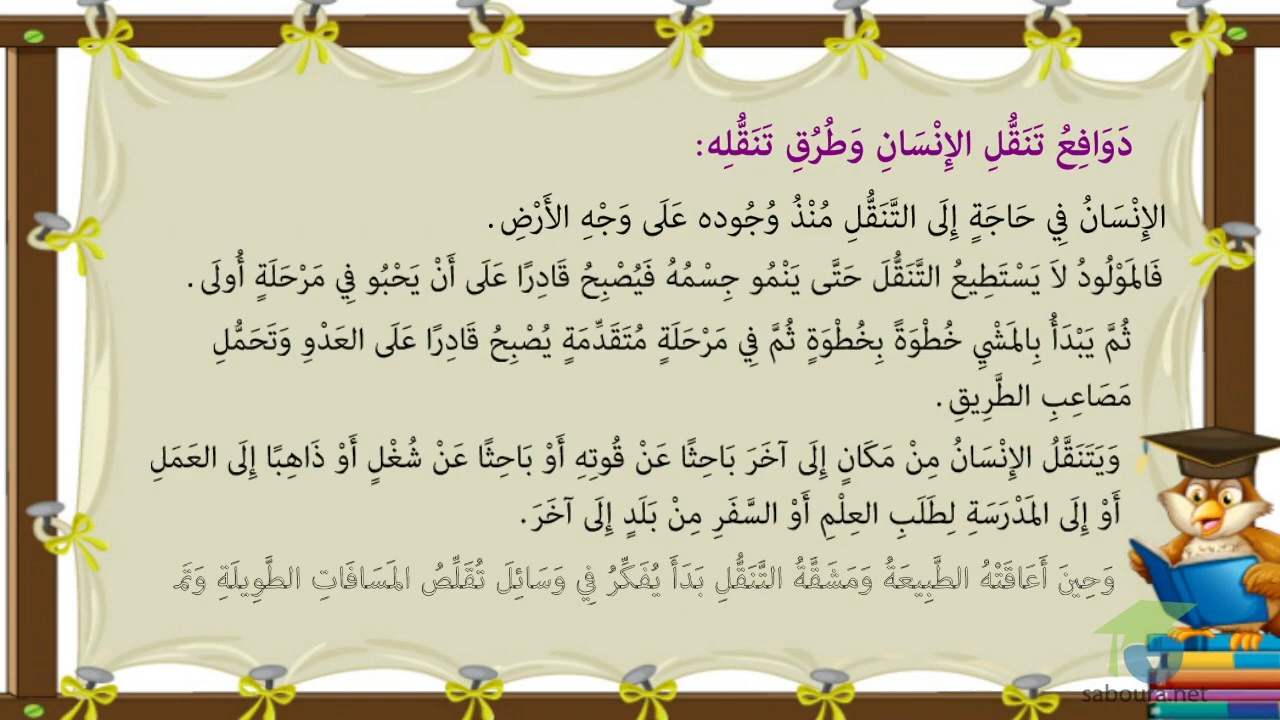 دَوَافِعُ تَنَقُّلِ الإِنْسَانِ وَطُرُقِ تَنَقُّلِه:
الإِنْسَانُ فِي حَاجَةٍ إِلَى التَّنَقُّلِ مُنْذُ وُجُوده عَلَى وَجْهِ الأَرْضِ.
فَالمَوْلُودُ لاَ يَسْتَطِيعُ التَّنَقُّلَ حَتَّى يَنْمُو جِسْمُهُ فَيُصْبِحُ قَادِرًا عَلَى أَنْ يَحْبُو فِي مَرْحَلَةٍ أُولَى.
ثُمَّ يَبْدَأُ بِالمَشْيِ خُطْوَةً بِخُطْوَةٍ ثُمَّ فِي مَرْحَلَةٍ مُتَقَدِّمَةٍ يُصْبِحُ قَادِرًا عَلَى العَدْوِ وَتَحَمُّلِ
مَصَاعِبِ الطَّرِيقِ.
وَيَتَنَقَّلُ الإِنْسَانُ مِنْ مَكَانٍ إِلَى آخَرَ بَاحِثًا عَنْ قُوتِهِ أَوْ بَاحِثًا عَنْ شُغْلٍ أَوْ ذَاهِبًا إِلَى العَمَلِ
أَوْ إِلَى المَدْرَسَةِ لِطَلَبِ العِلْمِ أَوْ السَّفَرِ مِنْ بَلَدٍ إِلَى آخَرَ.
وَحِينَ أَعَاقَتْهُ الطَّبِيعَةُ وَمَشَقَّةُ التَّنَقُّلِ بَدَأَ يُفَكِّرُ فِي وَسَائِلَ تُقَلِّصُ المَسَافَاتِ الطَّوِيلَةِ
saboura.net